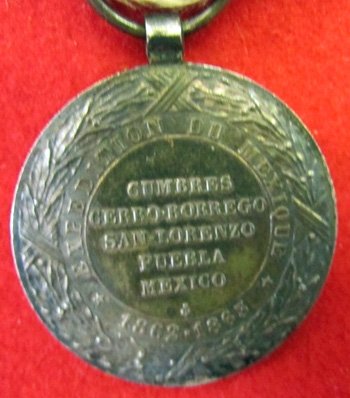 EXPEDITION DU MEXIQUE
CUMBRES
CERRO-BORREGO
SAN-LORENZO
PUEBLA
MEXICO
1862-1863